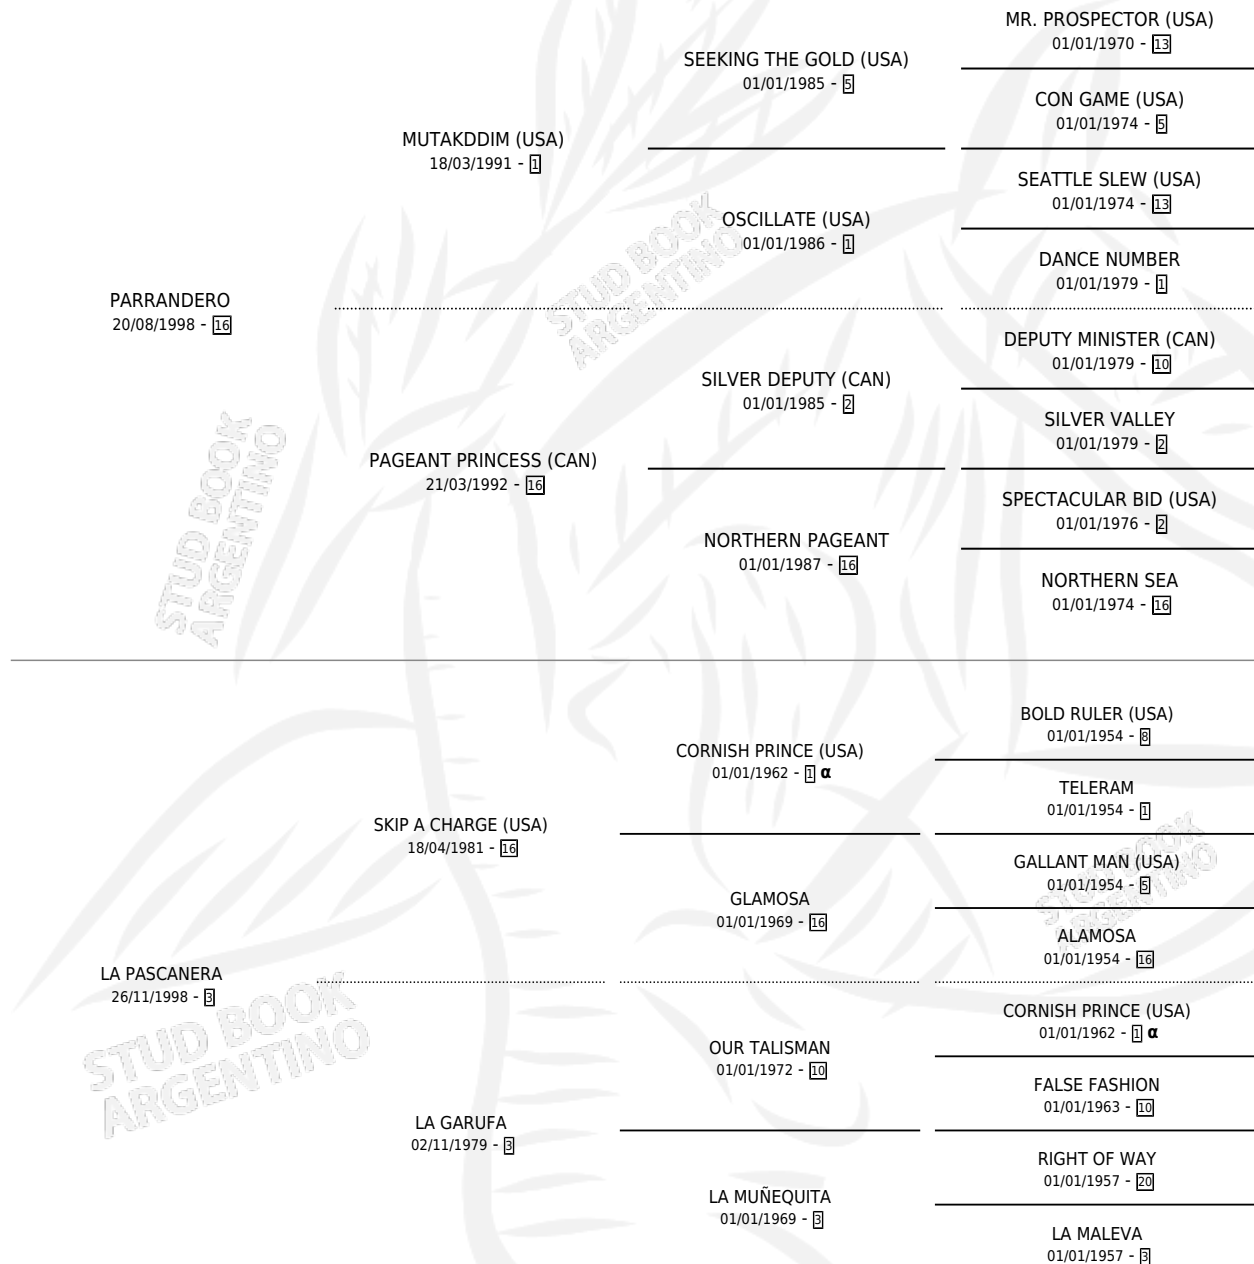 MR. PROSPECTOR (USA)
01/01/1970 - 13
SEEKING THE GOLD (USA)
01/01/1985 - 5
CON GAME (USA)
01/01/1974 - 5
MUTAKDDIM (USA)
18/03/1991 - 1
SEATTLE SLEW (USA)
01/01/1974 - 13
OSCILLATE (USA)
01/01/1986 - 1
DANCE NUMBER
01/01/1979 - 1
PARRANDERO
20/08/1998 - 16
DEPUTY MINISTER (CAN)
01/01/1979 - 10
SILVER DEPUTY (CAN)
01/01/1985 - 2
SILVER VALLEY
01/01/1979 - 2
PAGEANT PRINCESS (CAN)
21/03/1992 - 16
SPECTACULAR BID (USA)
01/01/1976 - 2
NORTHERN PAGEANT
01/01/1987 - 16
NORTHERN SEA
01/01/1974 - 16
BOLD RULER (USA)
01/01/1954 - 8
CORNISH PRINCE (USA)
01/01/1962 - 1 α
TELERAM
01/01/1954 - 1
SKIP A CHARGE (USA)
18/04/1981 - 16
GALLANT MAN (USA)
01/01/1954 - 5
GLAMOSA
01/01/1969 - 16
ALAMOSA
01/01/1954 - 16
LA PASCANERA
26/11/1998 - 3
CORNISH PRINCE (USA)
01/01/1962 - 1 α
OUR TALISMAN
01/01/1972 - 10
FALSE FASHION
01/01/1963 - 10
LA GARUFA
02/11/1979 - 3
RIGHT OF WAY
01/01/1957 - 20
LA MUÑEQUITA
01/01/1969 - 3
LA MALEVA
01/01/1957 - 3
STUD BOOK
ARGENTINO
STUD BOOK
ARGENTINO
STUD BOOK
ARGENTINO
STUD BOOK
ARGENTINO